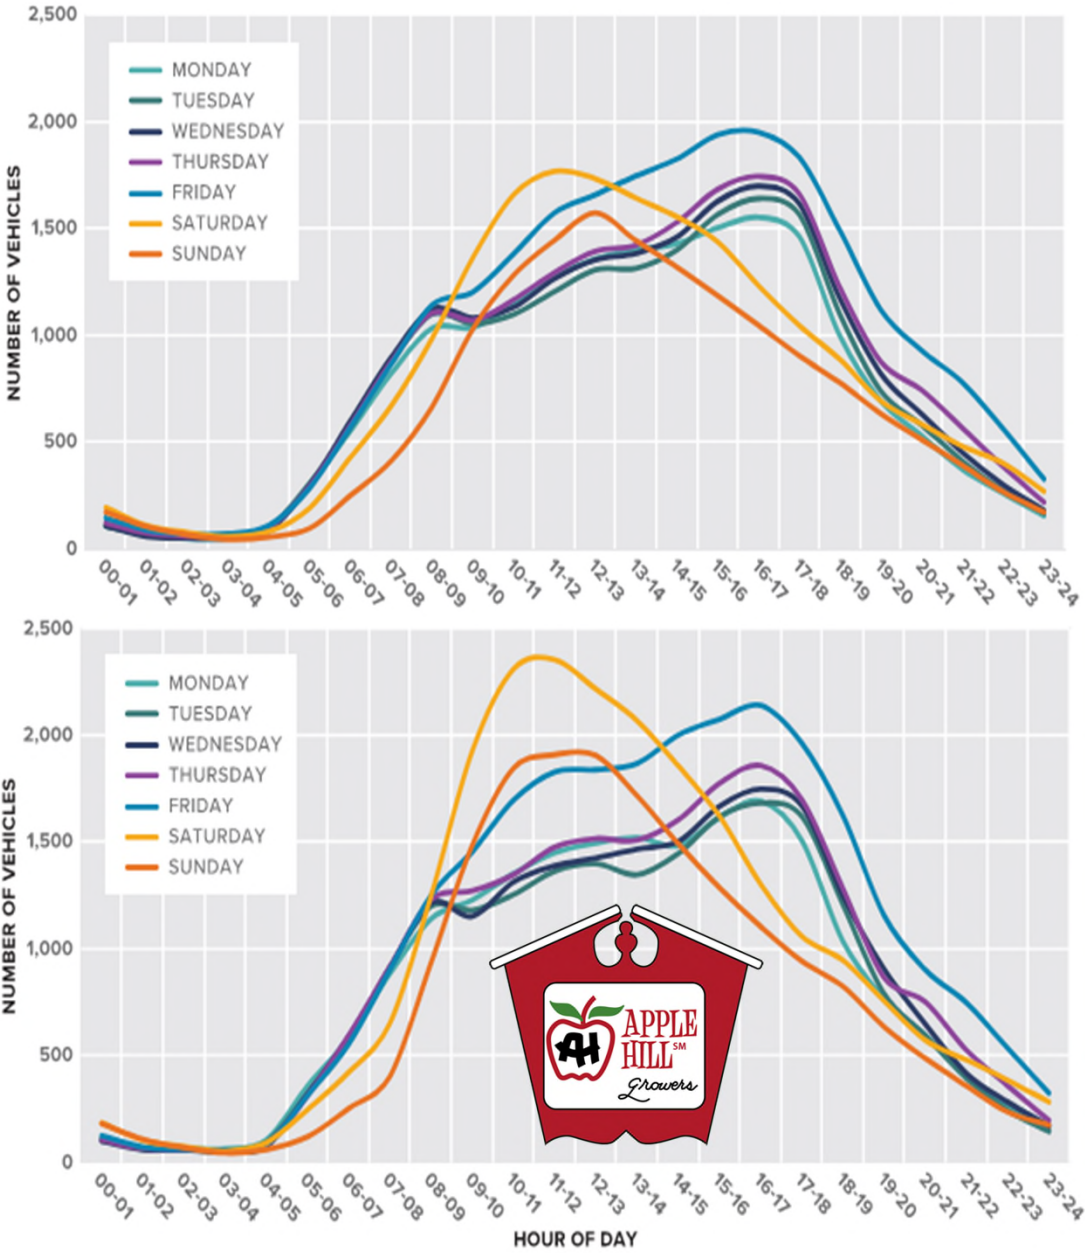 2,500
2,000
1,500
1,000
500
0
NUMBER OF VEHICLES
MONDAY
TUESDAY
WEDNESDAY
THURSDAY
FRIDAY
SATURDAY
SUNDAY
00-01 01-02 02-03 03-04 04-05 05-06 06-07 07-08 08-09 09-10 10-11 11-12 12-13 13-14 14-15 15-16 16-17 17-18 18-19 19-20 20-21 21-22 22-23 23-24
2,500
2,000
1,500
1,000
500
0
NUMBER OF VEHICLES
MONDAY
TUESDAY
WEDNESDAY
THURSDAY
FRIDAY
SATURDAY
SUNDAY
AH
APPLE
HILL℠
Growers
00-01 01-02 02-03 03-04 04-05 05-06 06-07 07-08 08-09 09-10 10-11 11-12 12-13 13-14 14-15 15-16 16-17 17-18 18-19 19-20 20-21 21-22 22-23 23-24
HOUR OF DAY